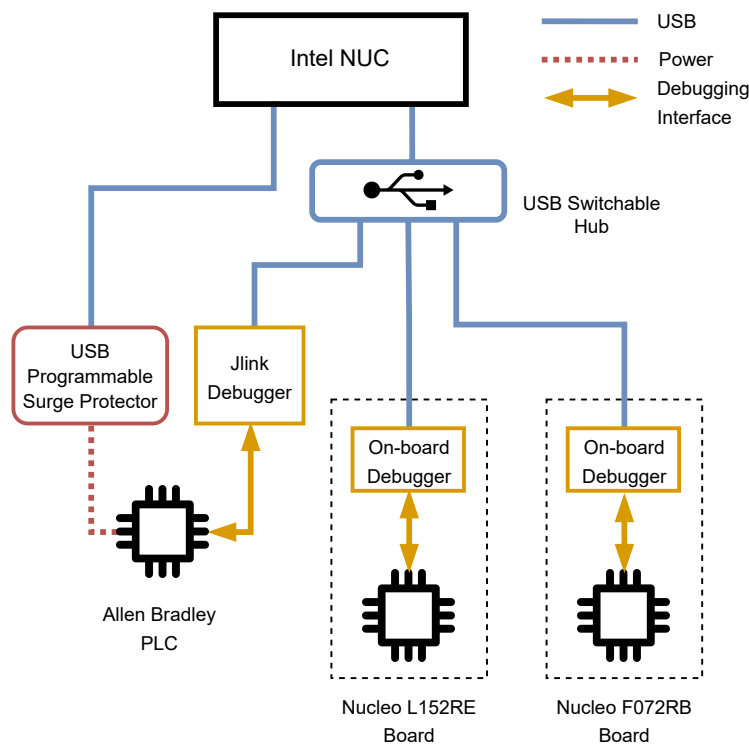 Intel NUC
USB
Power
Debugging
Interface
USB Switchable
Hub
USB
Programmable
Surge Protector
Jlink
Debugger
On-board
Debugger
On-board
Debugger
Allen Bradley
PLC
Nucleo L152RE
Board
Nucleo F072RB
Board